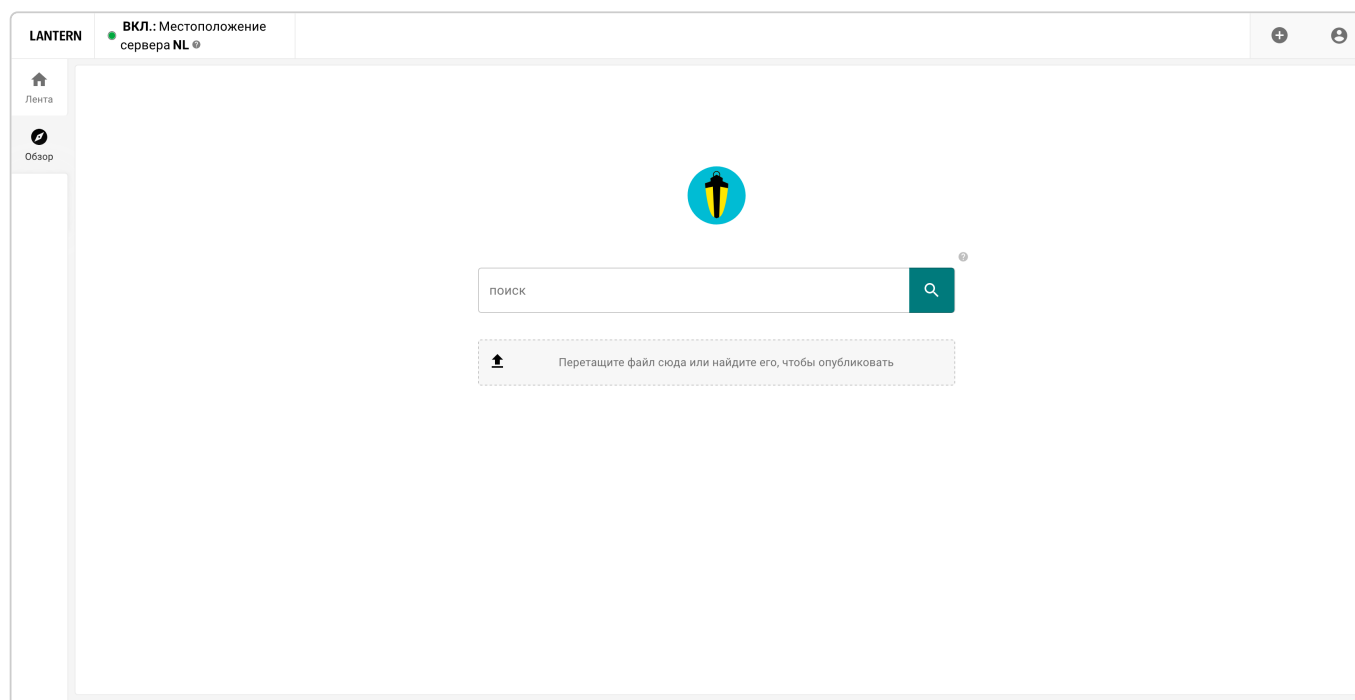 LANTERN
ВКЛ.: Местоположение
сервера NL
Лента
Обзор
поиск
Перетащите файл сюда или найдите его, чтобы опубликовать